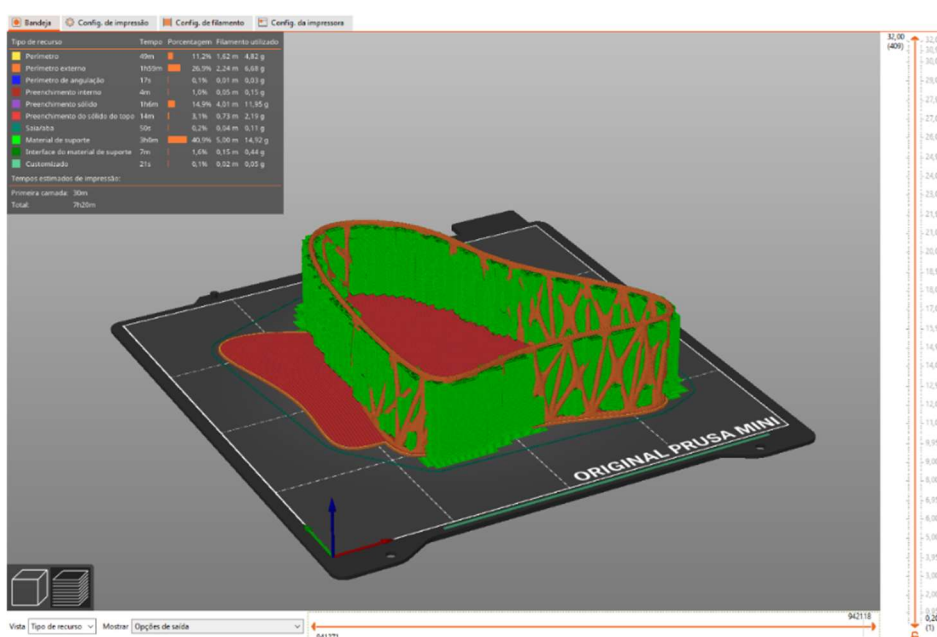 Bandeja Config. de impressão Config. de filamento Config. da impressora
Tipo de recurso Tempo Porcentagem Filamento utilizado
Perímetro 49m 11,2% 1,62 m 4,82 g
Perímetro externo 26,9% 2,24 m 6,68 g
Perímetro de angulação 17s 0,1% 0,01 m 0,03 g
Preenchimento interno 4m 1,0% 0,05 m 0,15 g
Preenchimento sólido 1h6m 14,9% 4,01 m 11,95 g
Preenchimento do sólido do topo 14m 3,1% 0,73 m 2,19 g
Saia/aba 50s 0,2% 0,04 m 0,11 g
Material de suporte 3h0m 40,9% 5,00 m 14,92 g
Interface do material de suporte 7m 1,6% 0,15 m 0,44 g
Customizado 21s 0,1% 0,02 m 0,05 g
Tempos estimados de impressão:
Primeira camada: 30m
Total: 7h20m
32,00
(409)
ORIGINAL PRUSA MINI
0,20
(1)
942118
Vista Tipo de recurso Mostrar Opções de saída